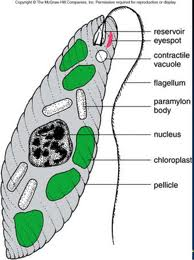 Copyright © The McGraw-Hill Companies, Inc. Permission required for reproduction or display.
reservoir
eyespot
contractile
vacuole
flagellum
paramylon
body
nucleus
chloroplast
pellicle